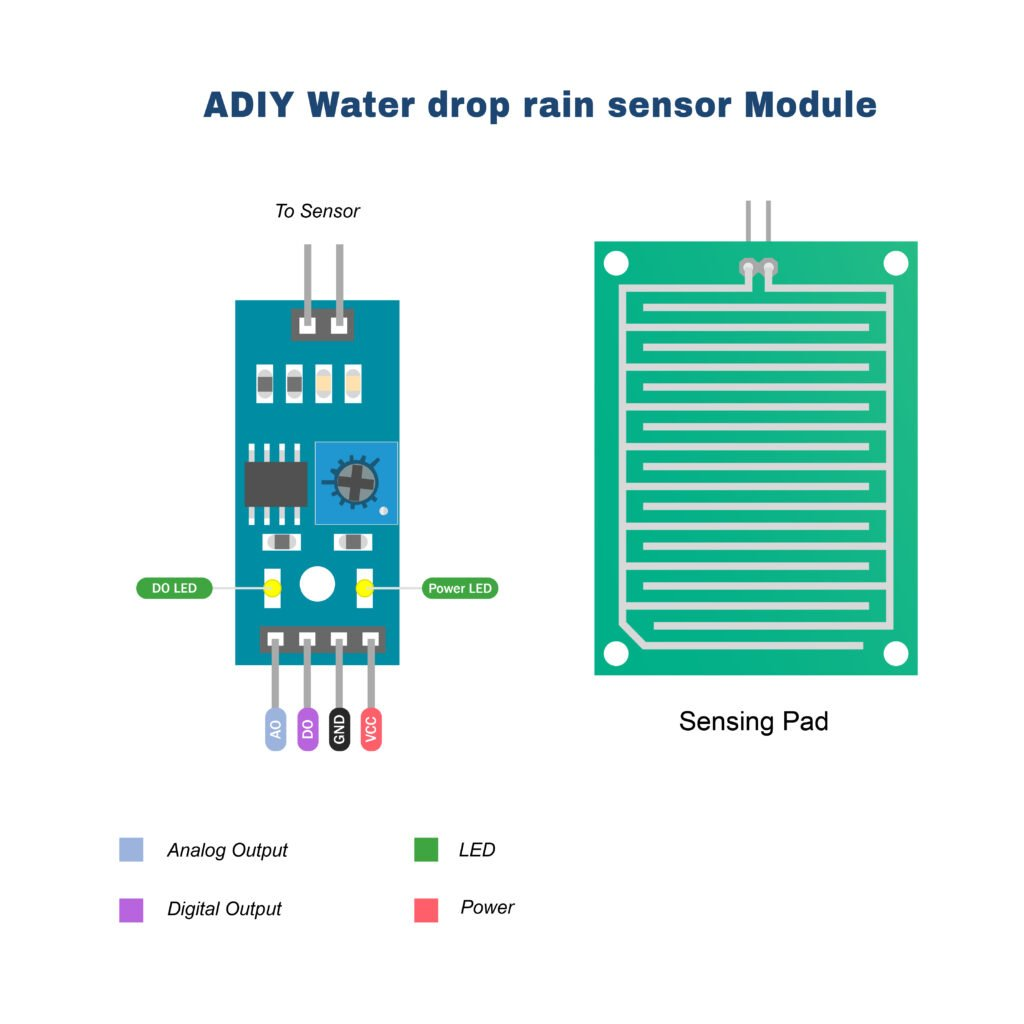 ADIY Water drop rain sensor Module
To Sensor
DO LED
Power LED
AO
DO
GND
VCC
Sensing Pad
Analog Output
LED
Digital Output
Power